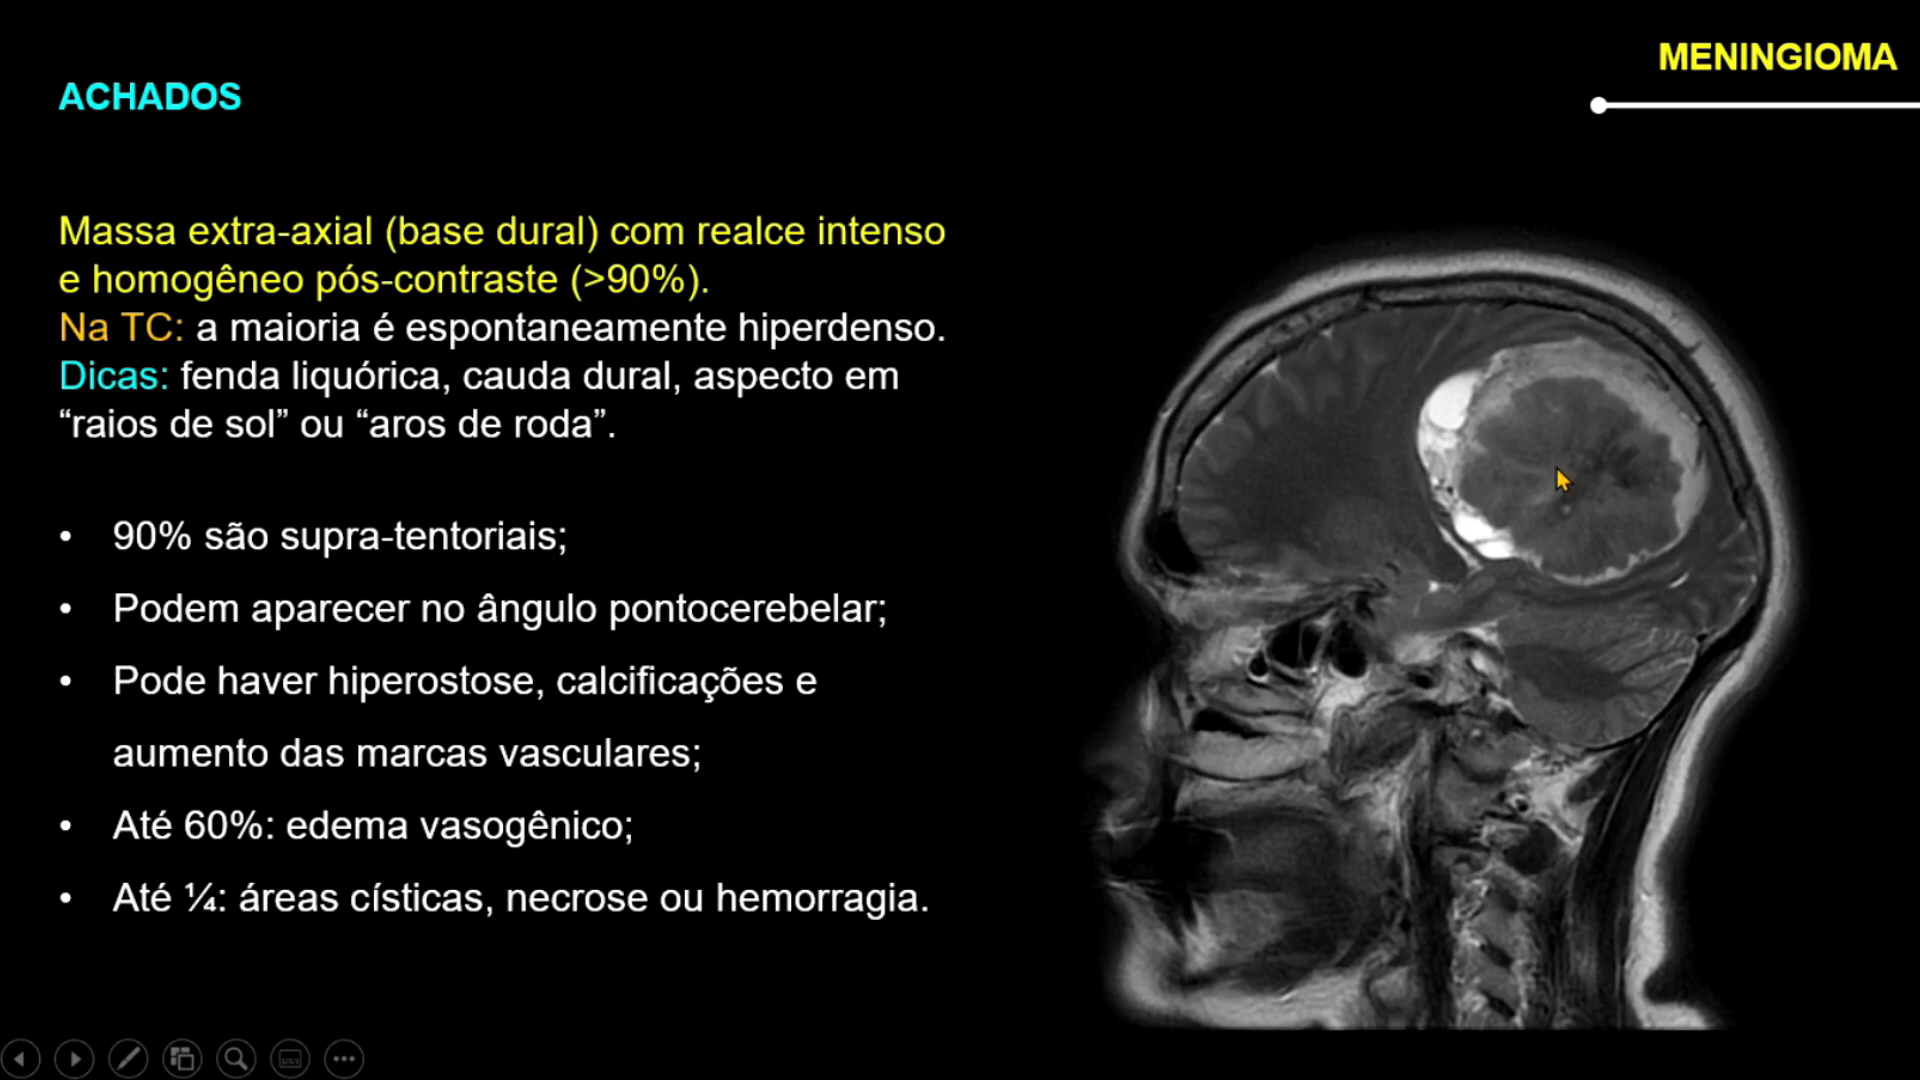 MENINGIOMA
ACHADOS
Massa extra-axial (base dural) com realce intenso
e homogêneo pós-contraste (>90%).
Na TC: a maioria é espontaneamente hiperdenso.
Dicas: fenda liquórica, cauda dural, aspecto em
“raios de sol” ou “aros de roda”.
• 90% são supra-tentoriais;
• Podem aparecer no ângulo pontocerebelar;
• Pode haver hiperostose, calcificações e
aumento das marcas vasculares;
• Até 60%: edema vasogênico;
• Até ¼: áreas císticas, necrose ou hemorragia.